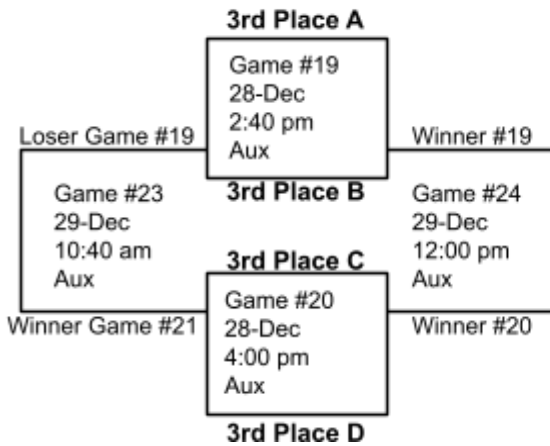 3rd Place A
Game #19
28-Dec
2:40 pm
Aux
Loser Game #19
Winner #19
3rd Place B
Game #23
29-Dec
10:40 am
Aux
Game #24
29-Dec
12:00 pm
Aux
3rd Place C
Game #20
28-Dec
4:00 pm
Aux
Winner Game #21
Winner #20
3rd Place D